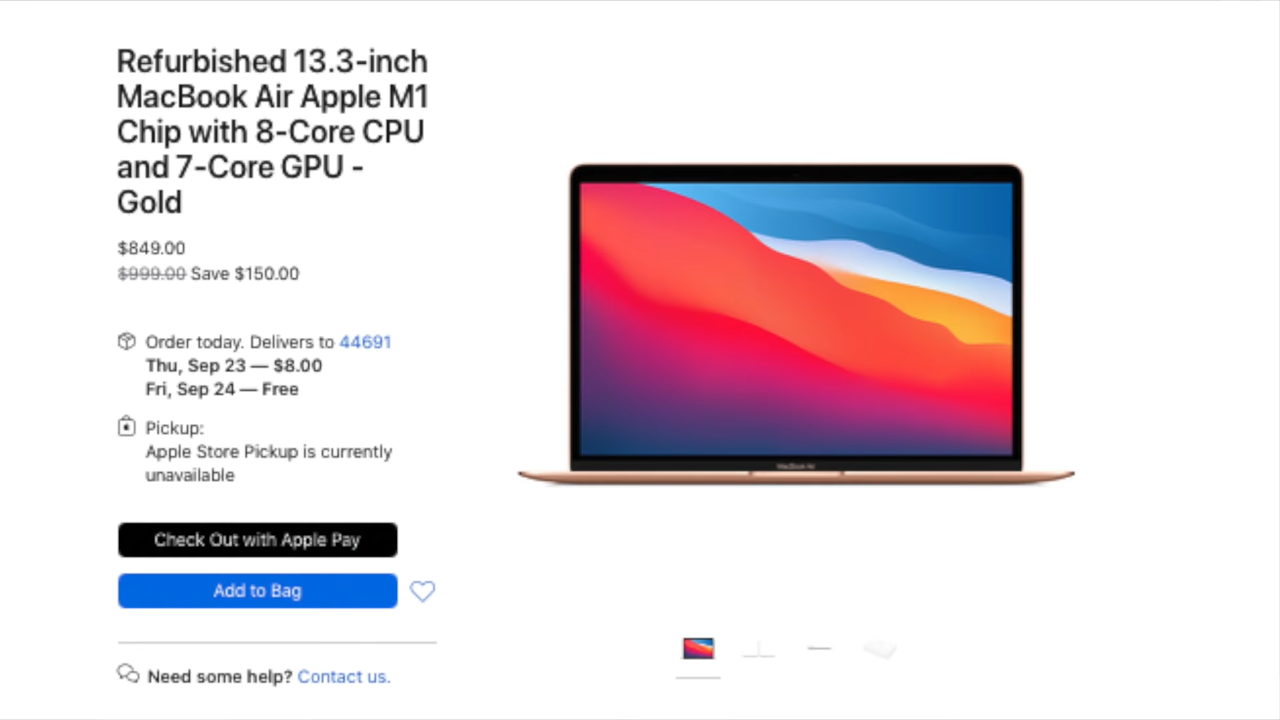 Refurbished 13.3-inch
MacBook Air Apple M1
Chip with 8-Core CPU
and 7-Core GPU -
Gold
$849.00
$999.00 Save $150.00
Order today. Delivers to 44691
Thu, Sep 23 — $8.00
Fri, Sep 24 — Free
Pickup:
Apple Store Pickup is currently
unavailable
Check Out with Apple Pay
Add to Bag
Need some help? Contact us.
MacBook Air